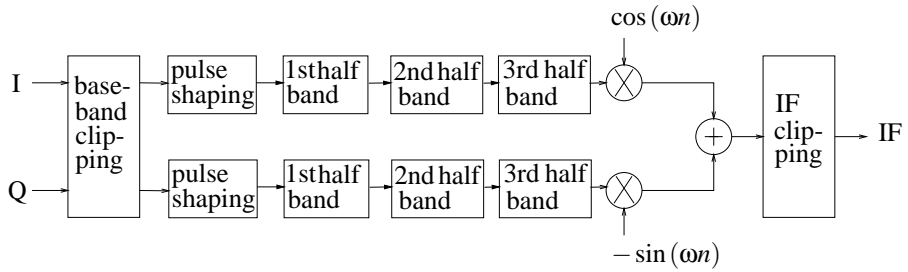 cos (ωn)
I
base-
band
clip-
ping
pulse
shaping
1st half
band
2nd half
band
3rd half
band
IF
clip-
ping
IF
Q
pulse
shaping
1st half
band
2nd half
band
3rd half
band
− sin (ωn)